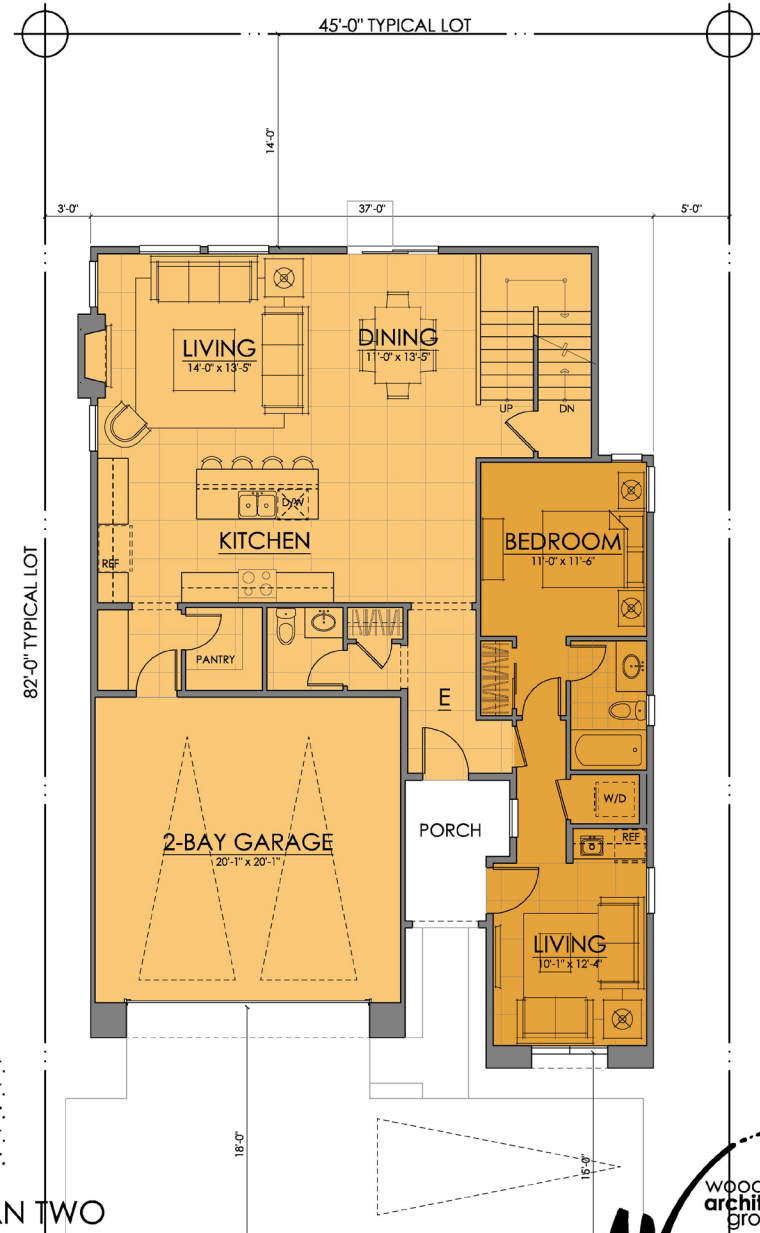 45'-0" TYPICAL LOT
14'-0"
3'-0"
37'-0"
5'-0"
LIVING
14'-0" x 13'-5"
DINING
11'-0" x 13'-5"
UP
DN
D/W
KITCHEN
REF
BEDROOM
11'-0" x 11'-6"
82'-0" TYPICAL LOT
PANTRY
E
W/D
PORCH
REF
2-BAY GARAGE
20'-1" x 20'-1"
LIVING
10'-1" x 12'-4"
18'-0"
15'-0"
AN TWO
wood
archit
gro